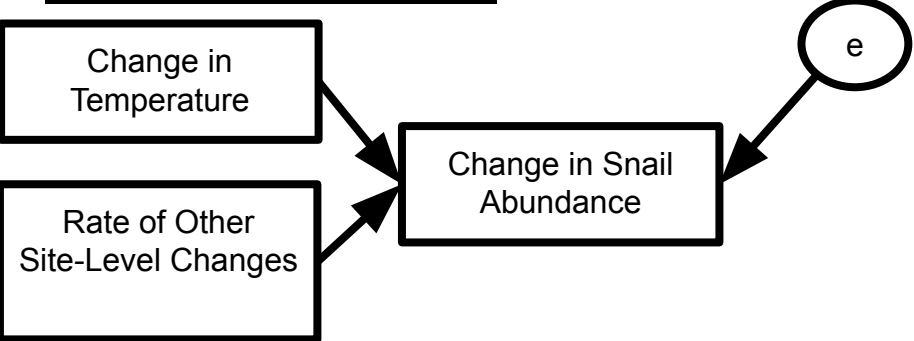 Change in
Temperature
e
Change in Snail
Abundance
Rate of Other
Site-Level Changes